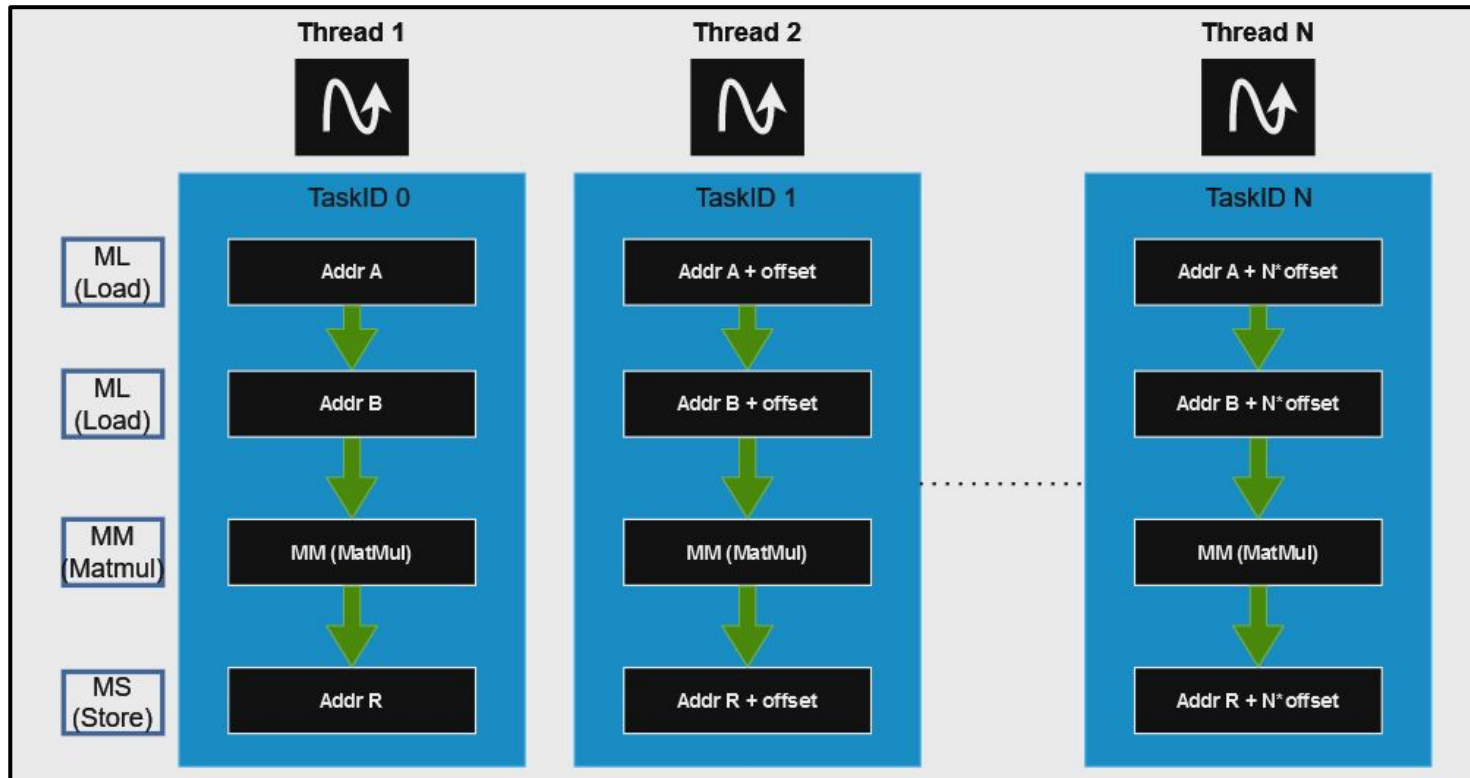 Thread 1
Thread 2
Thread N
TaskID 0
TaskID 1
TaskID N
ML
(Load)
Addr A
Addr A + offset
Addr A + N* offset
ML
(Load)
Addr B
Addr B + offset
Addr B + N* offset
MM
(Matmul)
MM (MatMul)
MM (MatMul)
MM (MatMul)
MS
(Store)
Addr R
Addr R + offset
Addr R + N* offset